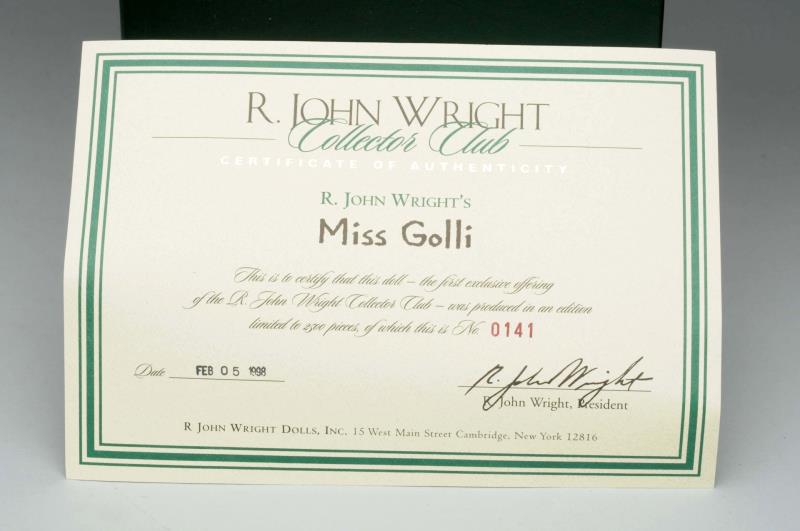 R. JOHN WRIGHT
Collector Club
CERTIFICATE OF AUTHENTICITY
R. JOHN WRIGHT'S
Miss Golli
This is to certify that this doll – the first exclusive offering
of the R. John Wright Collector Club – was produced in an edition
limited to 2500 pieces, of which this is No. 0141
Date FEB 05 1998
R. John Wright
R. John Wright, President
R JOHN WRIGHT DOLLS, INC. 15 West Main Street Cambridge, New York 12816